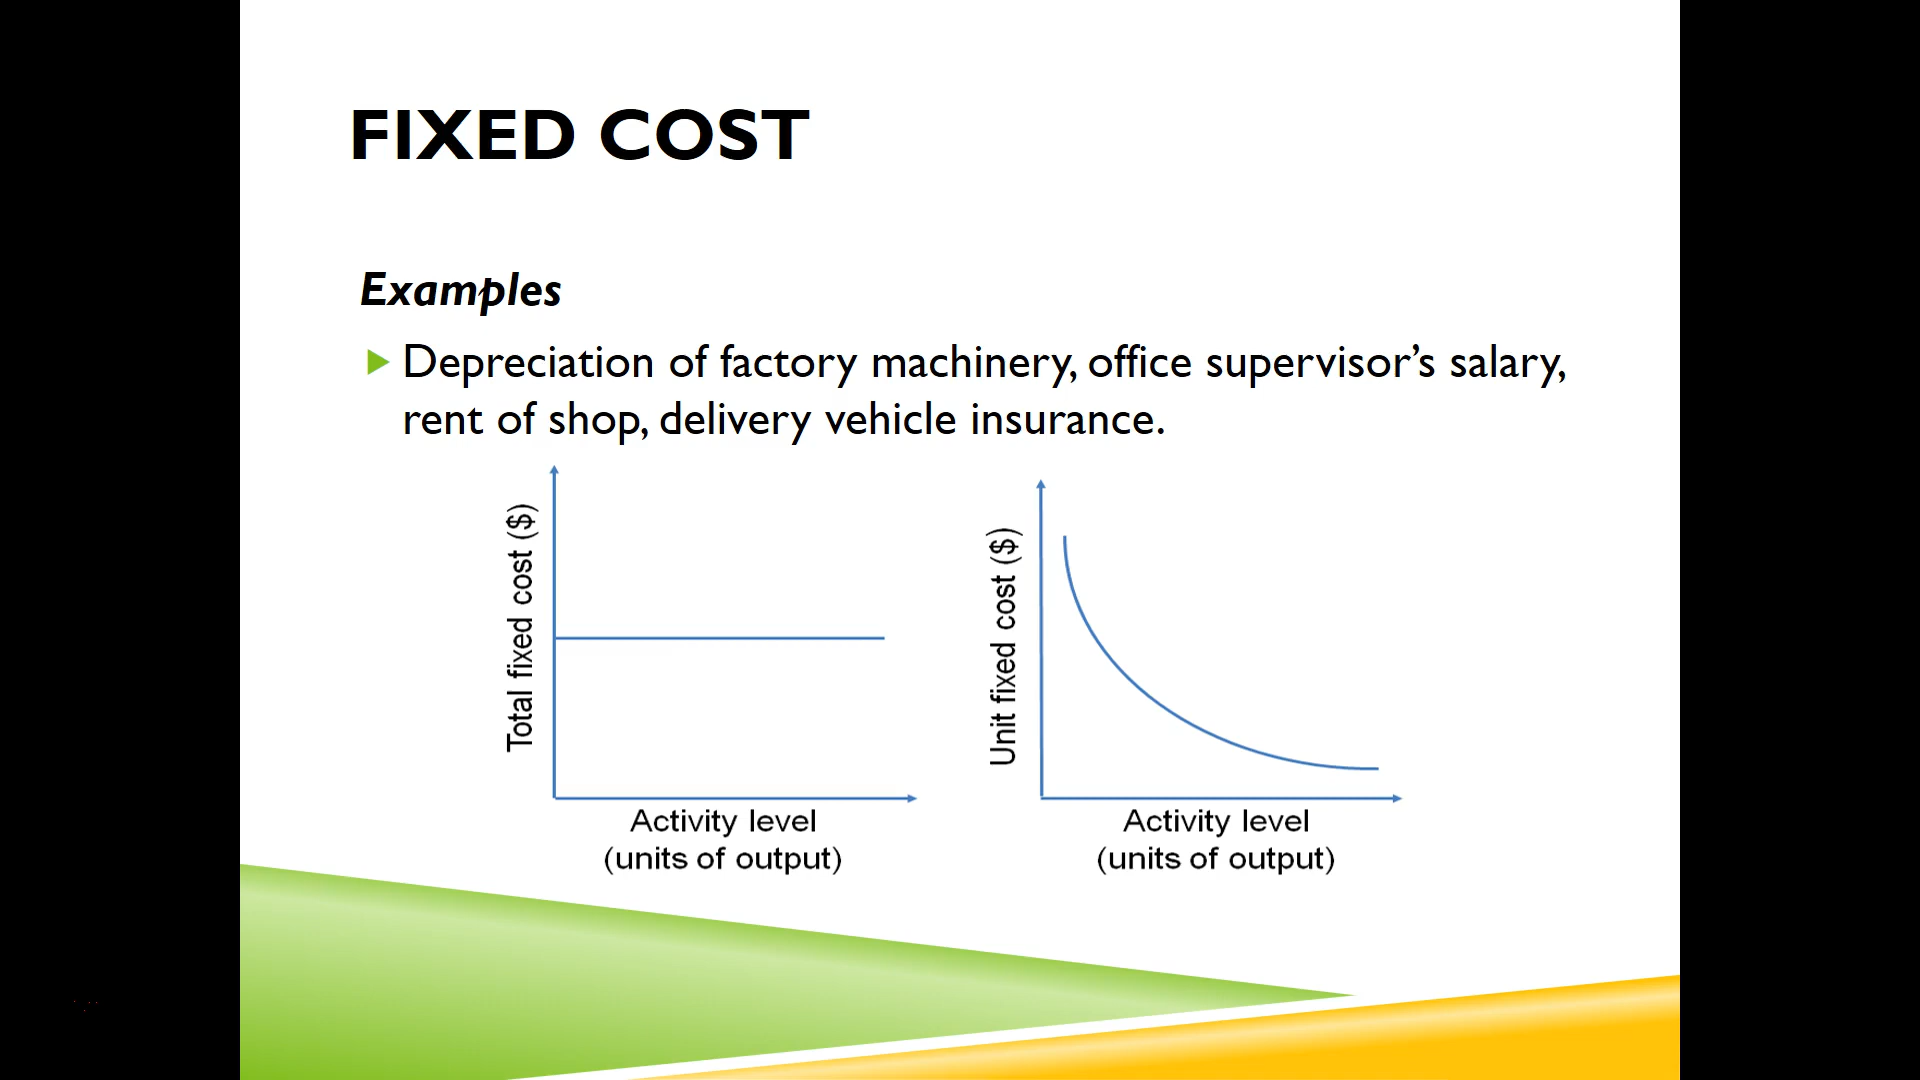 FIXED COST
Examples
Depreciation of factory machinery, office supervisor’s salary,
rent of shop, delivery vehicle insurance.
Total fixed cost ($)
Activity level
(units of output)
Unit fixed cost ($)
Activity level
(units of output)